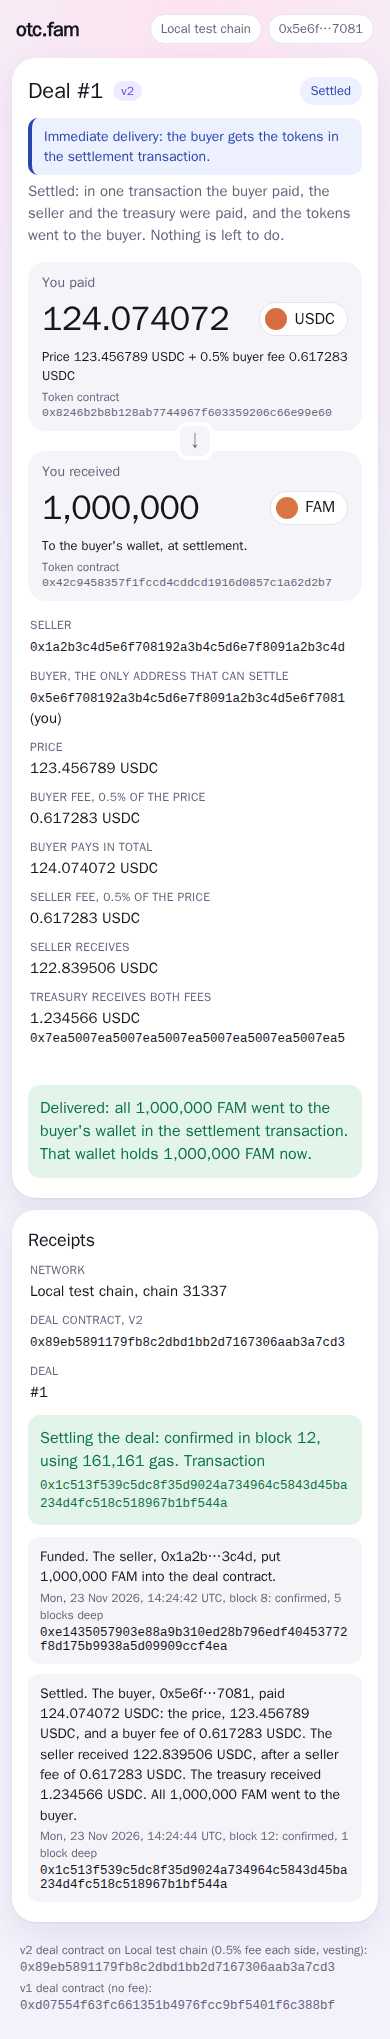 otc.fam
Local test chain
0x5e6f···7081
Deal #1
v2
Settled
Immediate delivery: the buyer gets the tokens in
the settlement transaction.
Settled: in one transaction the buyer paid, the
seller and the treasury were paid, and the tokens
went to the buyer. Nothing is left to do.
You paid
124.074072
USDC
Price 123.456789 USDC + 0.5% buyer fee 0.617283
USDC
Token contract
0x8246b2b8b128ab7744967f603359206c66e99e60
↓
You received
1,000,000
FAM
To the buyer's wallet, at settlement.
Token contract
0x42c9458357f1fccd4cddcd1916d0857c1a62d2b7
SELLER
0x1a2b3c4d5e6f708192a3b4c5d6e7f8091a2b3c4d
BUYER, THE ONLY ADDRESS THAT CAN SETTLE
0x5e6f708192a3b4c5d6e7f8091a2b3c4d5e6f7081
(you)
PRICE
123.456789 USDC
BUYER FEE, 0.5% OF THE PRICE
0.617283 USDC
BUYER PAYS IN TOTAL
124.074072 USDC
SELLER FEE, 0.5% OF THE PRICE
0.617283 USDC
SELLER RECEIVES
122.839506 USDC
TREASURY RECEIVES BOTH FEES
1.234566 USDC
0x7ea5007ea5007ea5007ea5007ea5007ea5007ea5
Delivered: all 1,000,000 FAM went to the
buyer's wallet in the settlement transaction.
That wallet holds 1,000,000 FAM now.
Receipts
NETWORK
Local test chain, chain 31337
DEAL CONTRACT, V2
0x89eb5891179fb8c2dbd1bb2d7167306aab3a7cd3
DEAL
#1
Settling the deal: confirmed in block 12,
using 161,161 gas. Transaction
0x1c513f539c5dc8f35d9024a734964c5843d45ba
234d4fc518c518967b1bf544a
Funded. The seller, 0x1a2b···3c4d, put
1,000,000 FAM into the deal contract.
Mon, 23 Nov 2026, 14:24:42 UTC, block 8: confirmed, 5
blocks deep
0xe1435057903e88a9b310ed28b796edf40453772
f8d175b9938a5d09909ccf4ea
Settled. The buyer, 0x5e6f···7081, paid
124.074072 USDC: the price, 123.456789
USDC, and a buyer fee of 0.617283 USDC. The
seller received 122.839506 USDC, after a seller
fee of 0.617283 USDC. The treasury received
1.234566 USDC. All 1,000,000 FAM went to the
buyer.
Mon, 23 Nov 2026, 14:24:44 UTC, block 12: confirmed, 1
block deep
0x1c513f539c5dc8f35d9024a734964c5843d45ba
234d4fc518c518967b1bf544a
v2 deal contract on Local test chain (0.5% fee each side, vesting):
0x89eb5891179fb8c2dbd1bb2d7167306aab3a7cd3
v1 deal contract (no fee):
0xd07554f63fc661351b4976fcc9bf5401f6c388bf